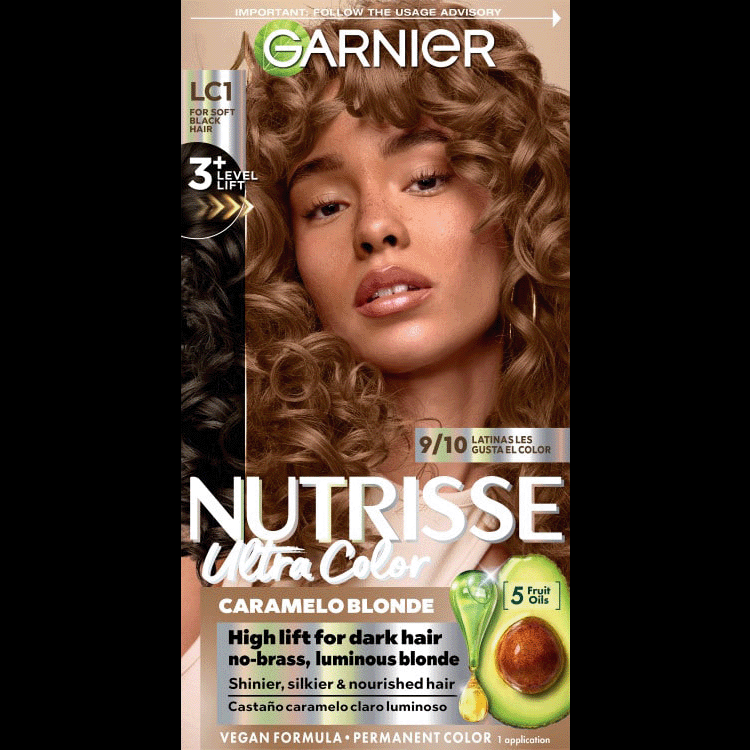 IMPORTANT: FOLLOW THE USAGE ADVISORY
GARNIER
LC1
FOR SOFT
BLACK
HAIR
3+ LEVEL
LIFT
9/10 LATINAS LES
GUSTA EL COLOR
NUTRISSE
Ultra Color
5 Fruit
Oils
CARAMELO BLONDE
High lift for dark hair
no-brass, luminous blonde
Shinier, silkier & nourished hair
Castaño caramelo claro luminoso
VEGAN FORMULA • PERMANENT COLOR 1 application